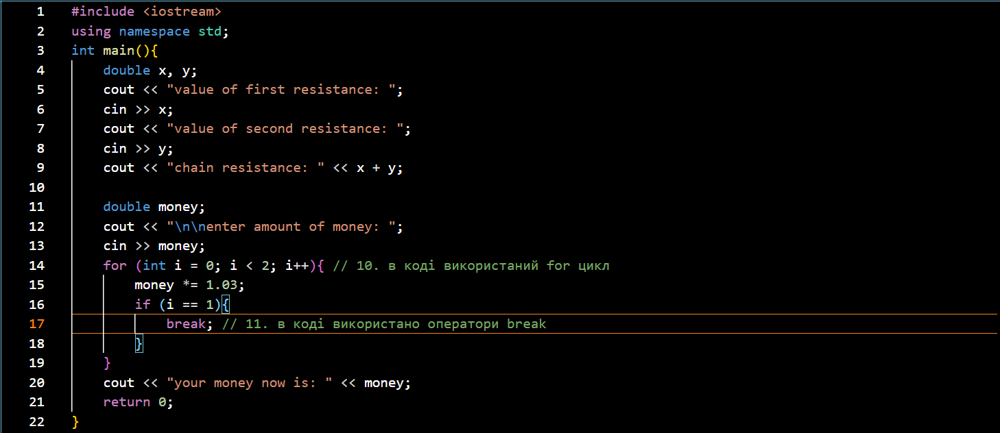 1 #include <iostream>
2 using namespace std;
3 int main(){
4     double x, y;
5     cout << "value of first resistance: ";
6     cin >> x;
7     cout << "value of second resistance: ";
8     cin >> y;
9     cout << "chain resistance: " << x + y;
10
11     double money;
12     cout << "\n\nenter amount of money: ";
13     cin >> money;
14     for (int i = 0; i < 2; i++){ // 10. в коді використаний for цикл
15         money *= 1.03;
16         if (i == 1){
17             break; // 11. в коді використано оператори break
18         }
19     }
20     cout << "your money now is: " << money;
21     return 0;
22 }